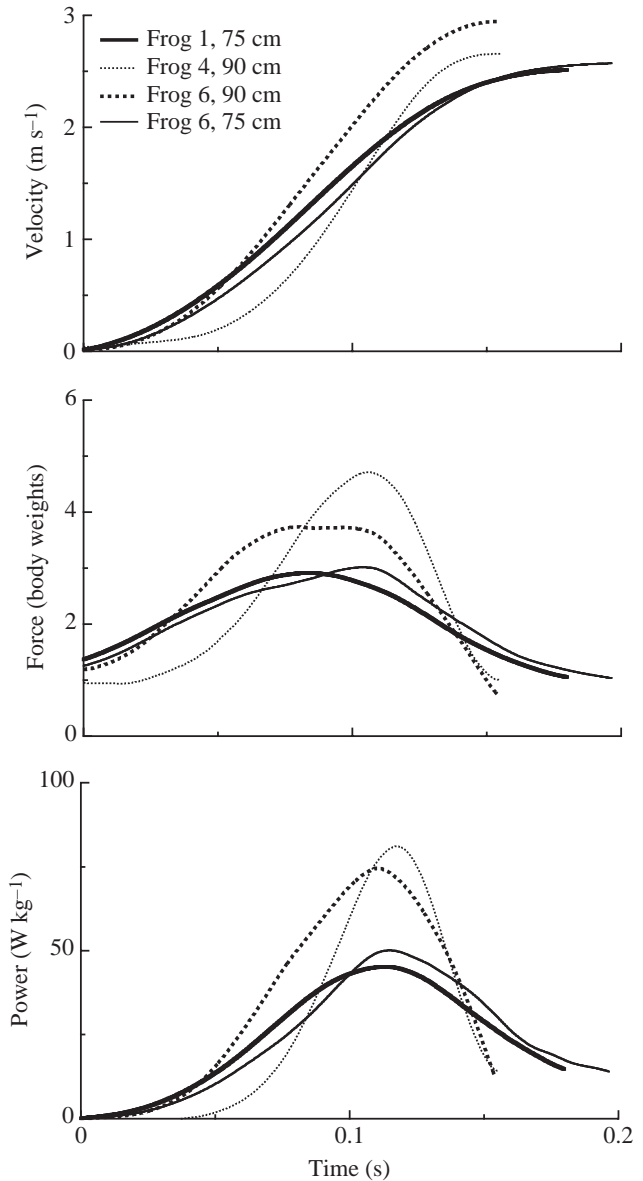 3
2
1
0
Velocity (m s–1)
Frog 1, 75 cm
Frog 4, 90 cm
Frog 6, 90 cm
Frog 6, 75 cm
6
4
2
0
Force (body weights)
100
50
0
Power (W kg–1)
0
0.1
0.2
Time (s)